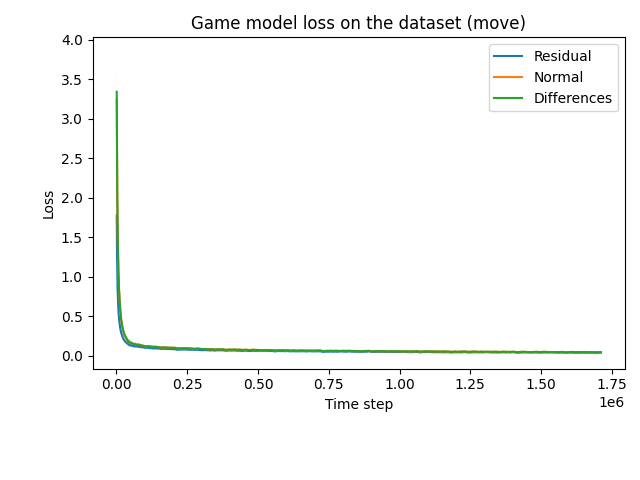 Game model loss on the dataset (move)
4.0
3.5
3.0
2.5
2.0
1.5
1.0
0.5
0.0
Loss
Residual
Normal
Differences
0.00 0.25 0.50 0.75 1.00 1.25 1.50 1.75
1e6
Time step